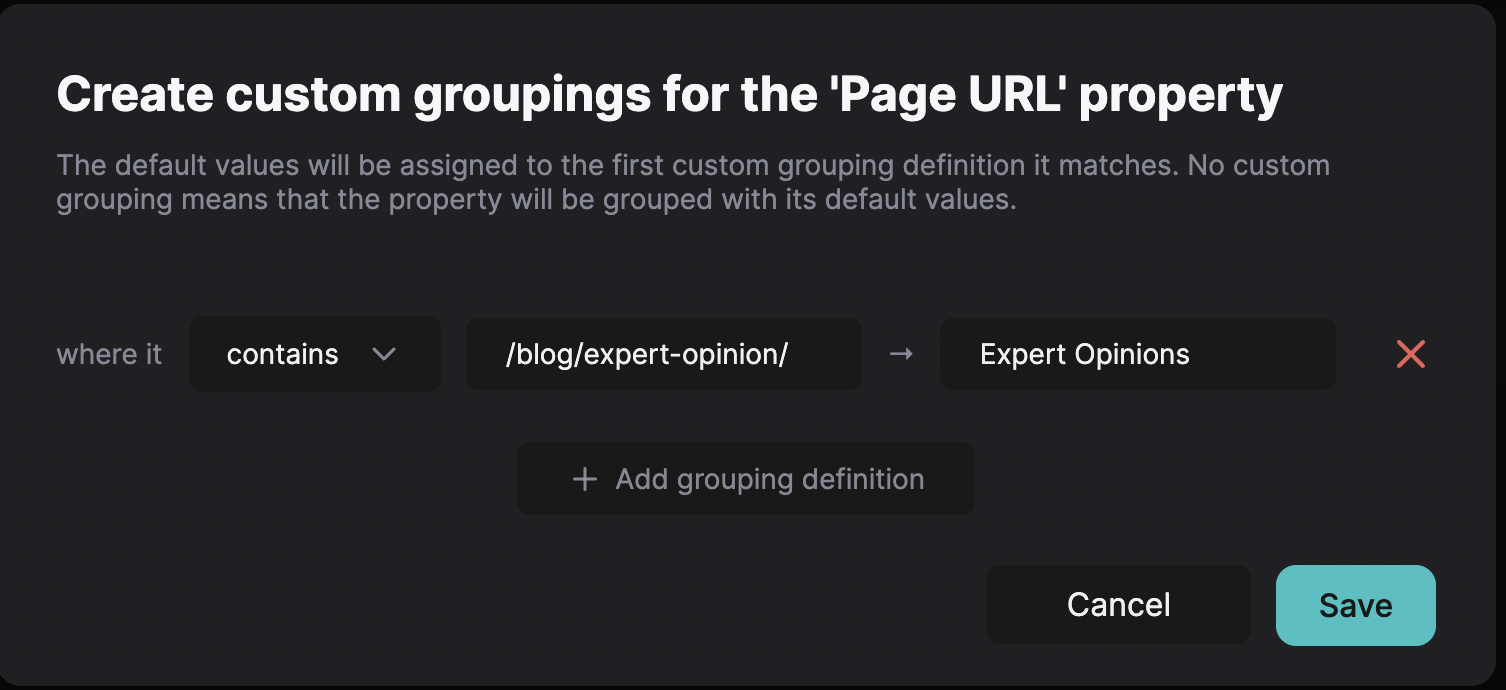 Create custom groupings for the 'Page URL' property
The default values will be assigned to the first custom grouping definition it matches. No custom
grouping means that the property will be grouped with its default values.
where it contains /blog/expert-opinion/ → Expert Opinions
+ Add grouping definition
Cancel Save